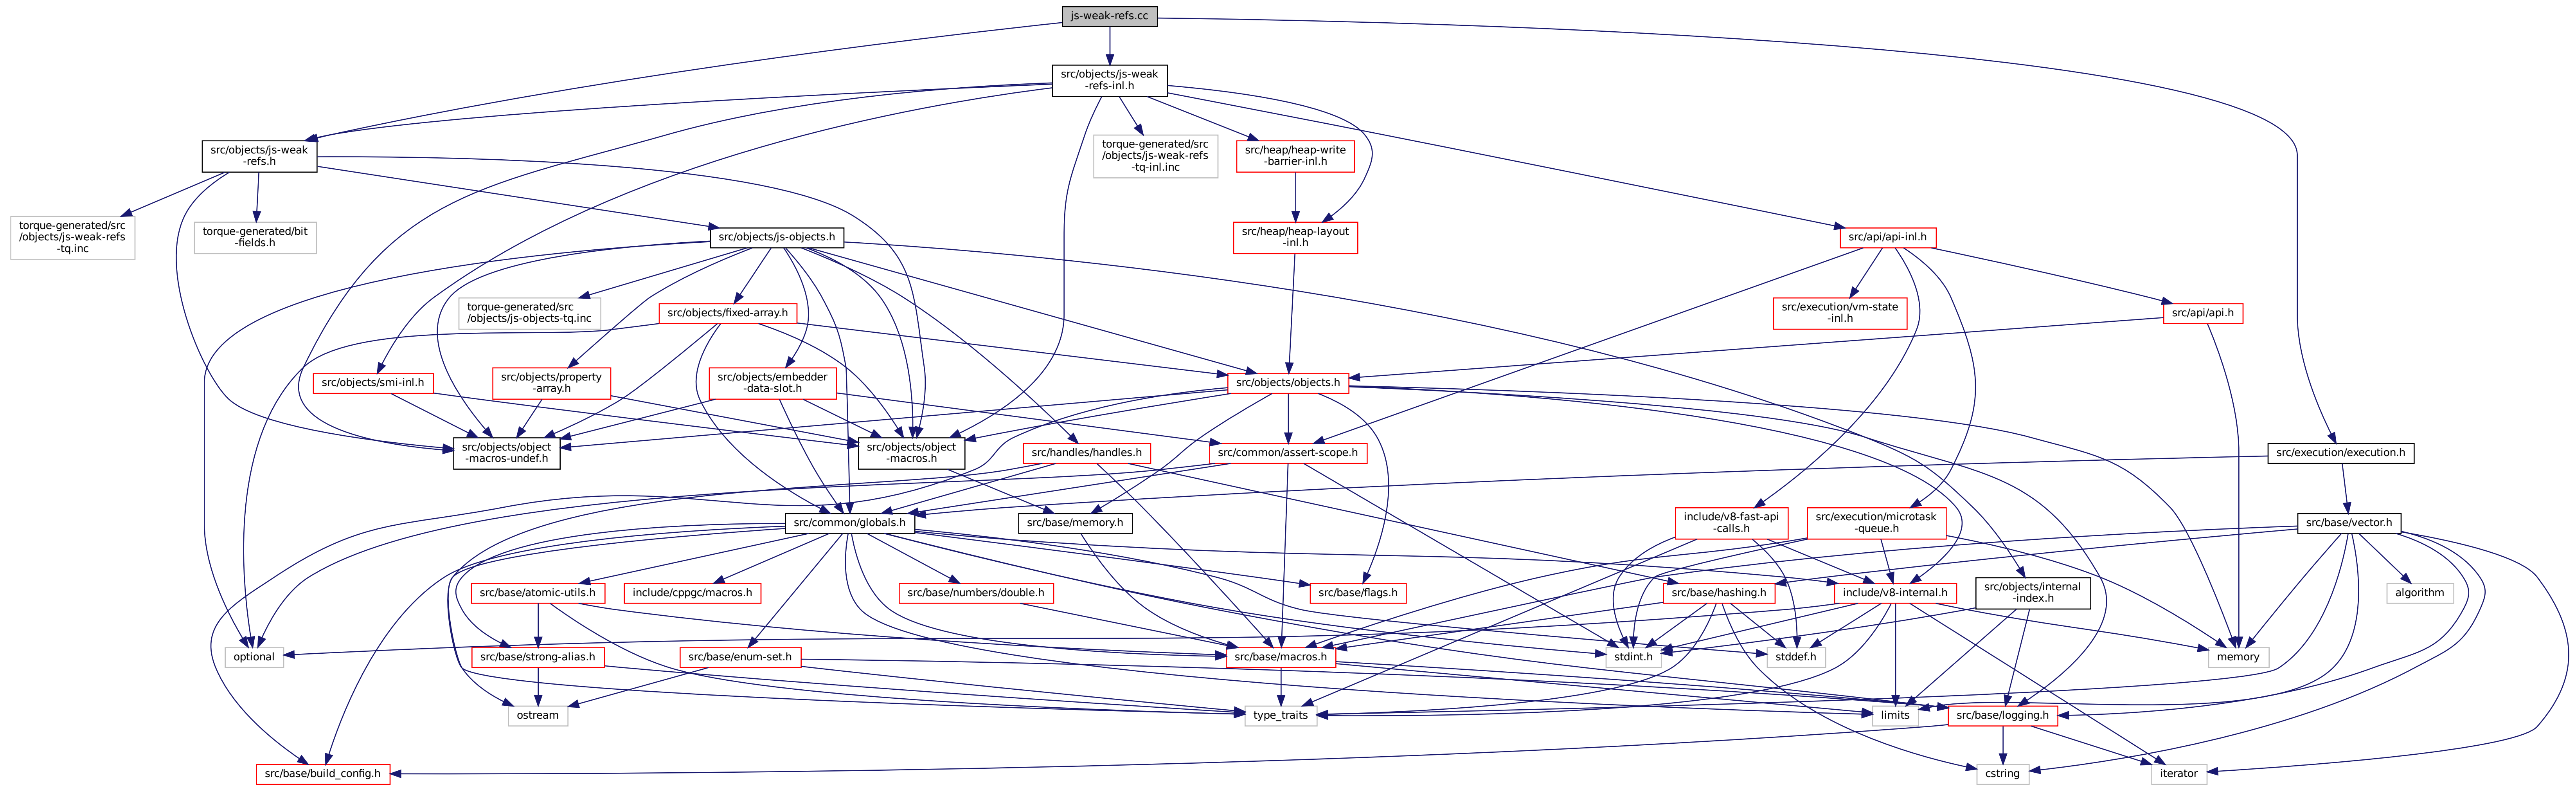 js-weak-refs.cc
src/objects/js-weak
-refs-inl.h
src/objects/js-weak
-refs.h
torque-generated/src
/objects/js-weak-refs
-tq-inl.inc
src/heap/heap-write
-barrier-inl.h
torque-generated/src
/objects/js-weak-refs
-tq.inc
torque-generated/bit
-fields.h
src/objects/js-objects.h
src/heap/heap-layout
-inl.h
src/api/api-inl.h
torque-generated/src
/objects/js-objects-tq.inc
src/objects/fixed-array.h
src/execution/vm-state
-inl.h
src/api/api.h
src/objects/smi-inl.h
src/objects/property
-array.h
src/objects/embedder
-data-slot.h
src/objects/objects.h
src/objects/object
-macros-undef.h
src/objects/object
-macros.h
src/handles/handles.h
src/common/assert-scope.h
src/execution/execution.h
src/common/globals.h
src/base/memory.h
include/v8-fast-api
-calls.h
src/execution/microtask
-queue.h
src/base/vector.h
src/base/atomic-utils.h
include/cppgc/macros.h
src/base/numbers/double.h
src/base/flags.h
src/base/hashing.h
include/v8-internal.h
src/objects/internal
-index.h
algorithm
optional
src/base/strong-alias.h
src/base/enum-set.h
src/base/macros.h
stdint.h
stddef.h
memory
ostream
type_traits
limits
src/base/logging.h
src/base/build_config.h
cstring
iterator